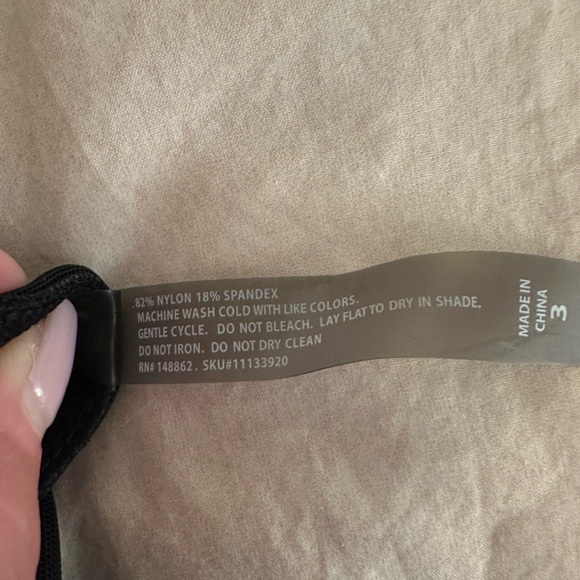 .82% NYLON 18% SPANDEX
MACHINE WASH COLD WITH LIKE COLORS.
GENTLE CYCLE. DO NOT BLEACH. LAY FLAT TO DRY IN SHADE.
DO NOT IRON. DO NOT DRY CLEAN
RN# 148862 . SKU#11133920
MADE IN
CHINA
3